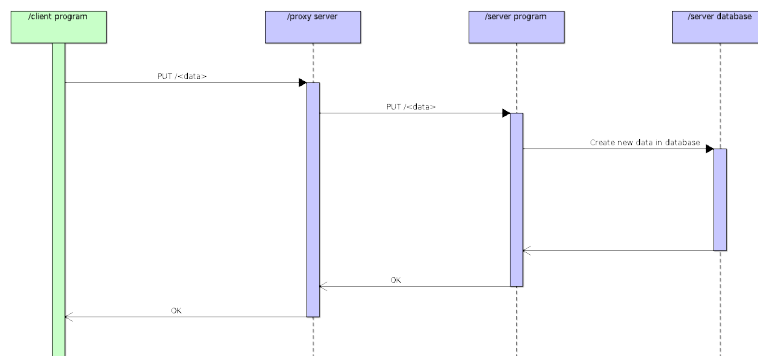 /client program
/proxy server
/server program
/server database
PUT /<data>
PUT /<data>
Create new data in database
OK
OK